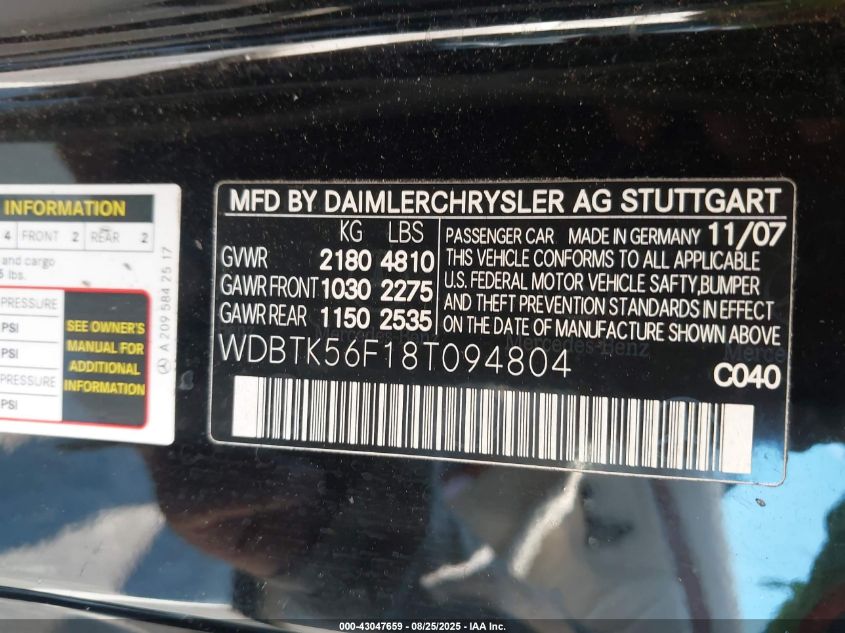 INFORMATION
4 FRONT 2 REAR 2
and cargo
lbs.
PRESSURE
PSI
PSI
PRESSURE
PSI
SEE OWNER'S
MANUAL FOR
ADDITIONAL
INFORMATION
A 209 584 25 17
MFD BY DAIMLERCHRYSLER AG STUTTGART
KG LBS
GVWR 2180 4810
GAWR FRONT 1030 2275
GAWR REAR 1150 2535
PASSENGER CAR MADE IN GERMANY 11/07
THIS VEHICLE CONFORMS TO ALL APPLICABLE
U.S. FEDERAL MOTOR VEHICLE SAFTY,BUMPER
AND THEFT PREVENTION STANDARDS IN EFFECT
ON THE DATE OF MANUFACTURE SHOWN ABOVE
Mercedes-Benz
WDBTK56F18T094804
C040
000-43047659 - 08/25/2025 - IAA Inc.